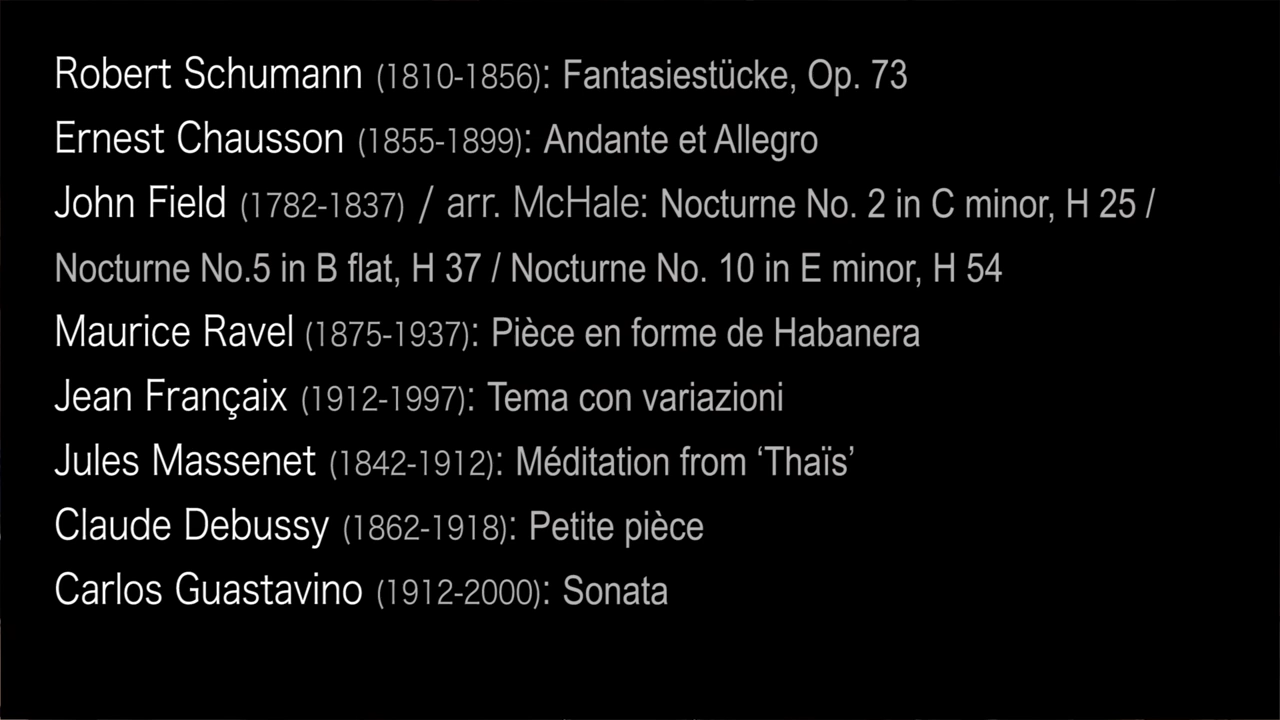 Robert Schumann (1810-1856): Fantasiestücke, Op. 73
Ernest Chausson (1855-1899): Andante et Allegro
John Field (1782-1837) / arr. McHale: Nocturne No. 2 in C minor, H 25 /
Nocturne No.5 in B flat, H 37 / Nocturne No. 10 in E minor, H 54
Maurice Ravel (1875-1937): Pièce en forme de Habanera
Jean Françaix (1912-1997): Tema con variazioni
Jules Massenet (1842-1912): Méditation from ‘Thaïs’
Claude Debussy (1862-1918): Petite pièce
Carlos Guastavino (1912-2000): Sonata